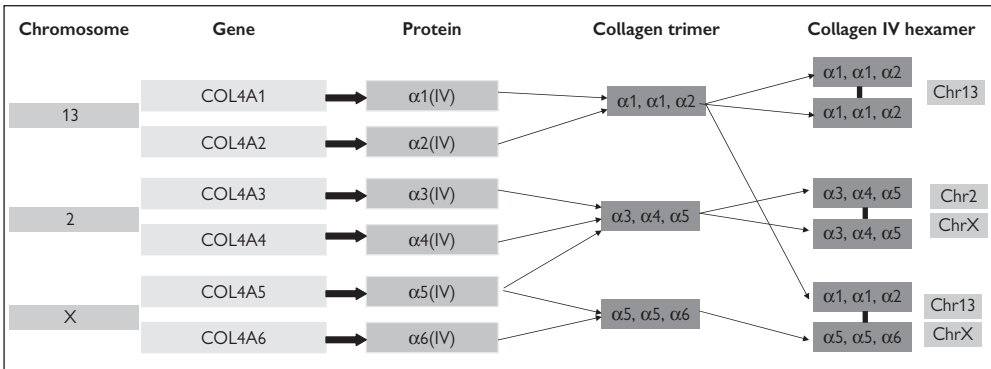 Chromosome Gene Protein Collagen trimer Collagen IV hexamer
13
COL4A1 α1(IV)
COL4A2 α2(IV)
α1, α1, α2
α1, α1, α2
α1, α1, α2
Chr13
2
COL4A3 α3(IV)
COL4A4 α4(IV)
α3, α4, α5
α3, α4, α5
α3, α4, α5
Chr2
ChrX
X
COL4A5 α5(IV)
COL4A6 α6(IV)
α5, α5, α6
α1, α1, α2
α5, α5, α6
Chr13
ChrX